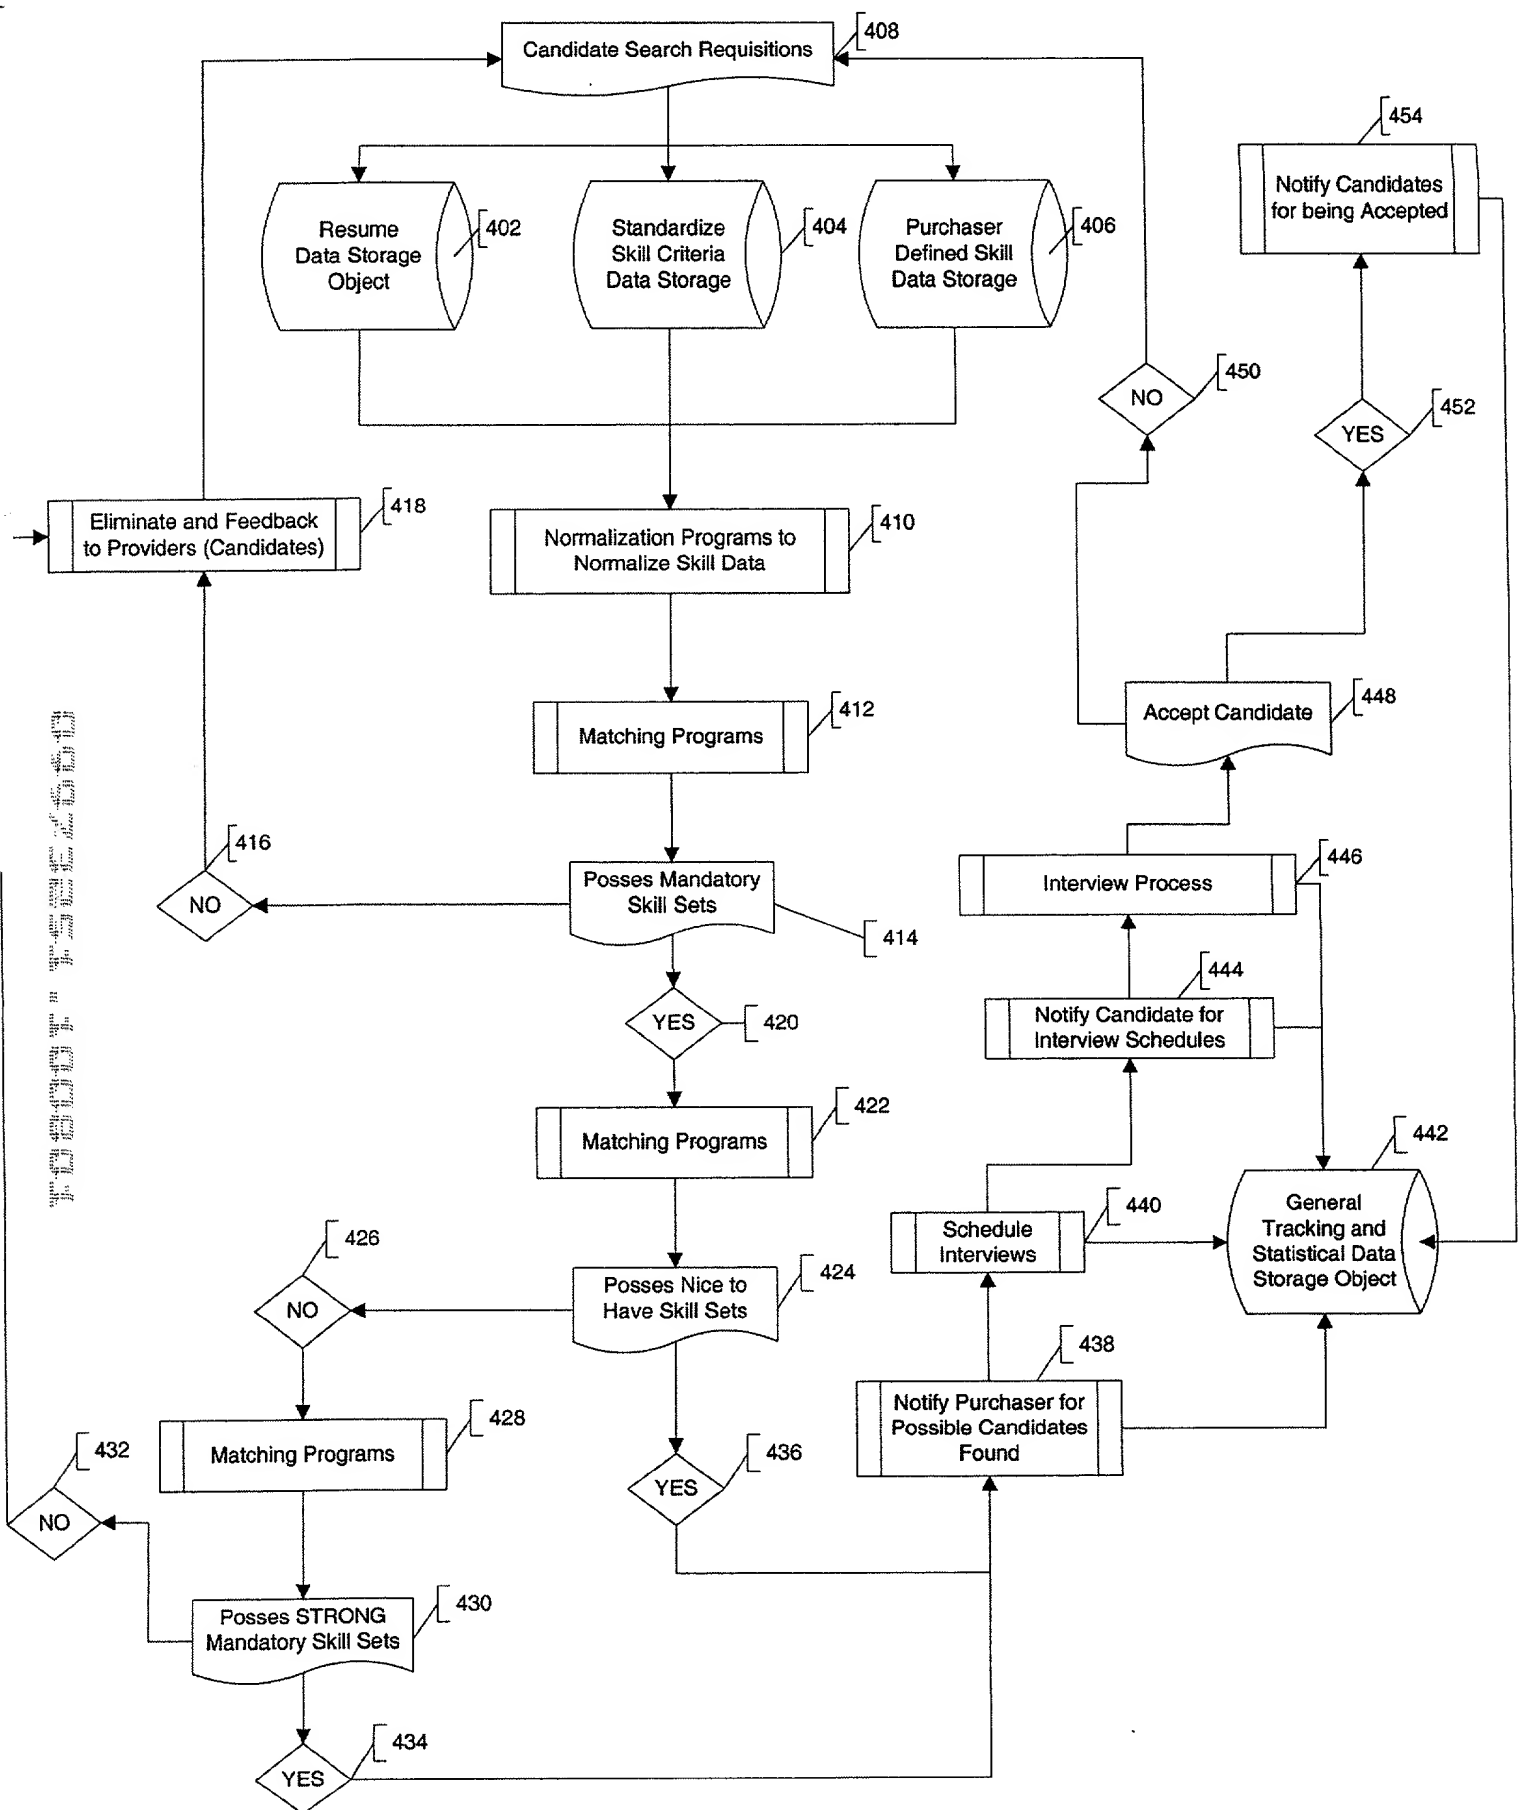 Candidate Search Requisitions
408
454
Notify Candidates
for being Accepted
Resume
Data Storage
Object
402
Standardize
Skill Criteria
Data Storage
404
Purchaser
Defined Skill
Data Storage
406
NO
450
YES
452
Eliminate and Feedback
to Providers (Candidates)
418
Normalization Programs to
Normalize Skill Data
410
Matching Programs
412
Accept Candidate
448
NO
416
Posses Mandatory
Skill Sets
414
Interview Process
446
YES
420
Notify Candidate for
Interview Schedules
444
Matching Programs
422
442
General
Tracking and
Statistical Data
Storage Object
Schedule
Interviews
440
NO
426
Posses Nice to
Have Skill Sets
424
438
Notify Purchaser for
Possible Candidates
Found
Matching Programs
428
NO
432
YES
436
Posses STRONG
Mandatory Skill Sets
430
YES
434